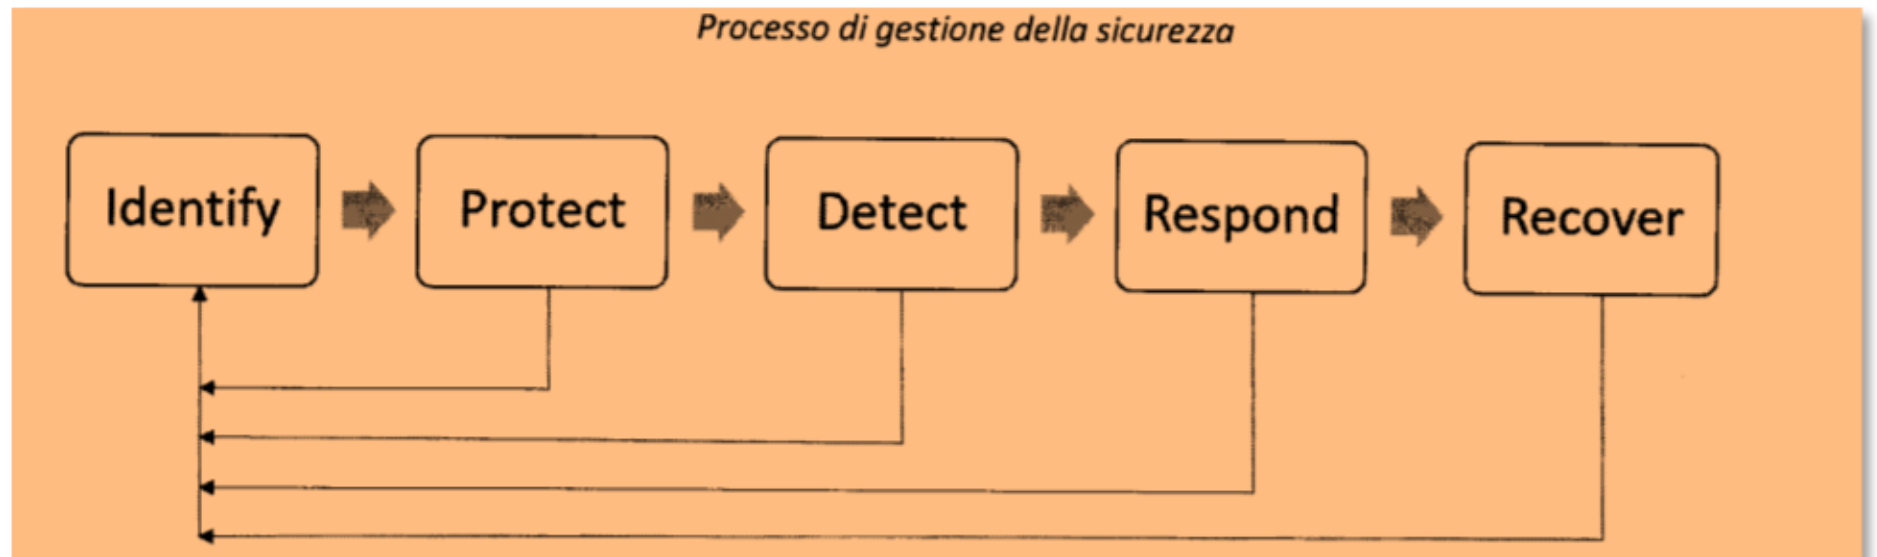 Processo di gestione della sicurezza
Identify
Protect
Detect
Respond
Recover